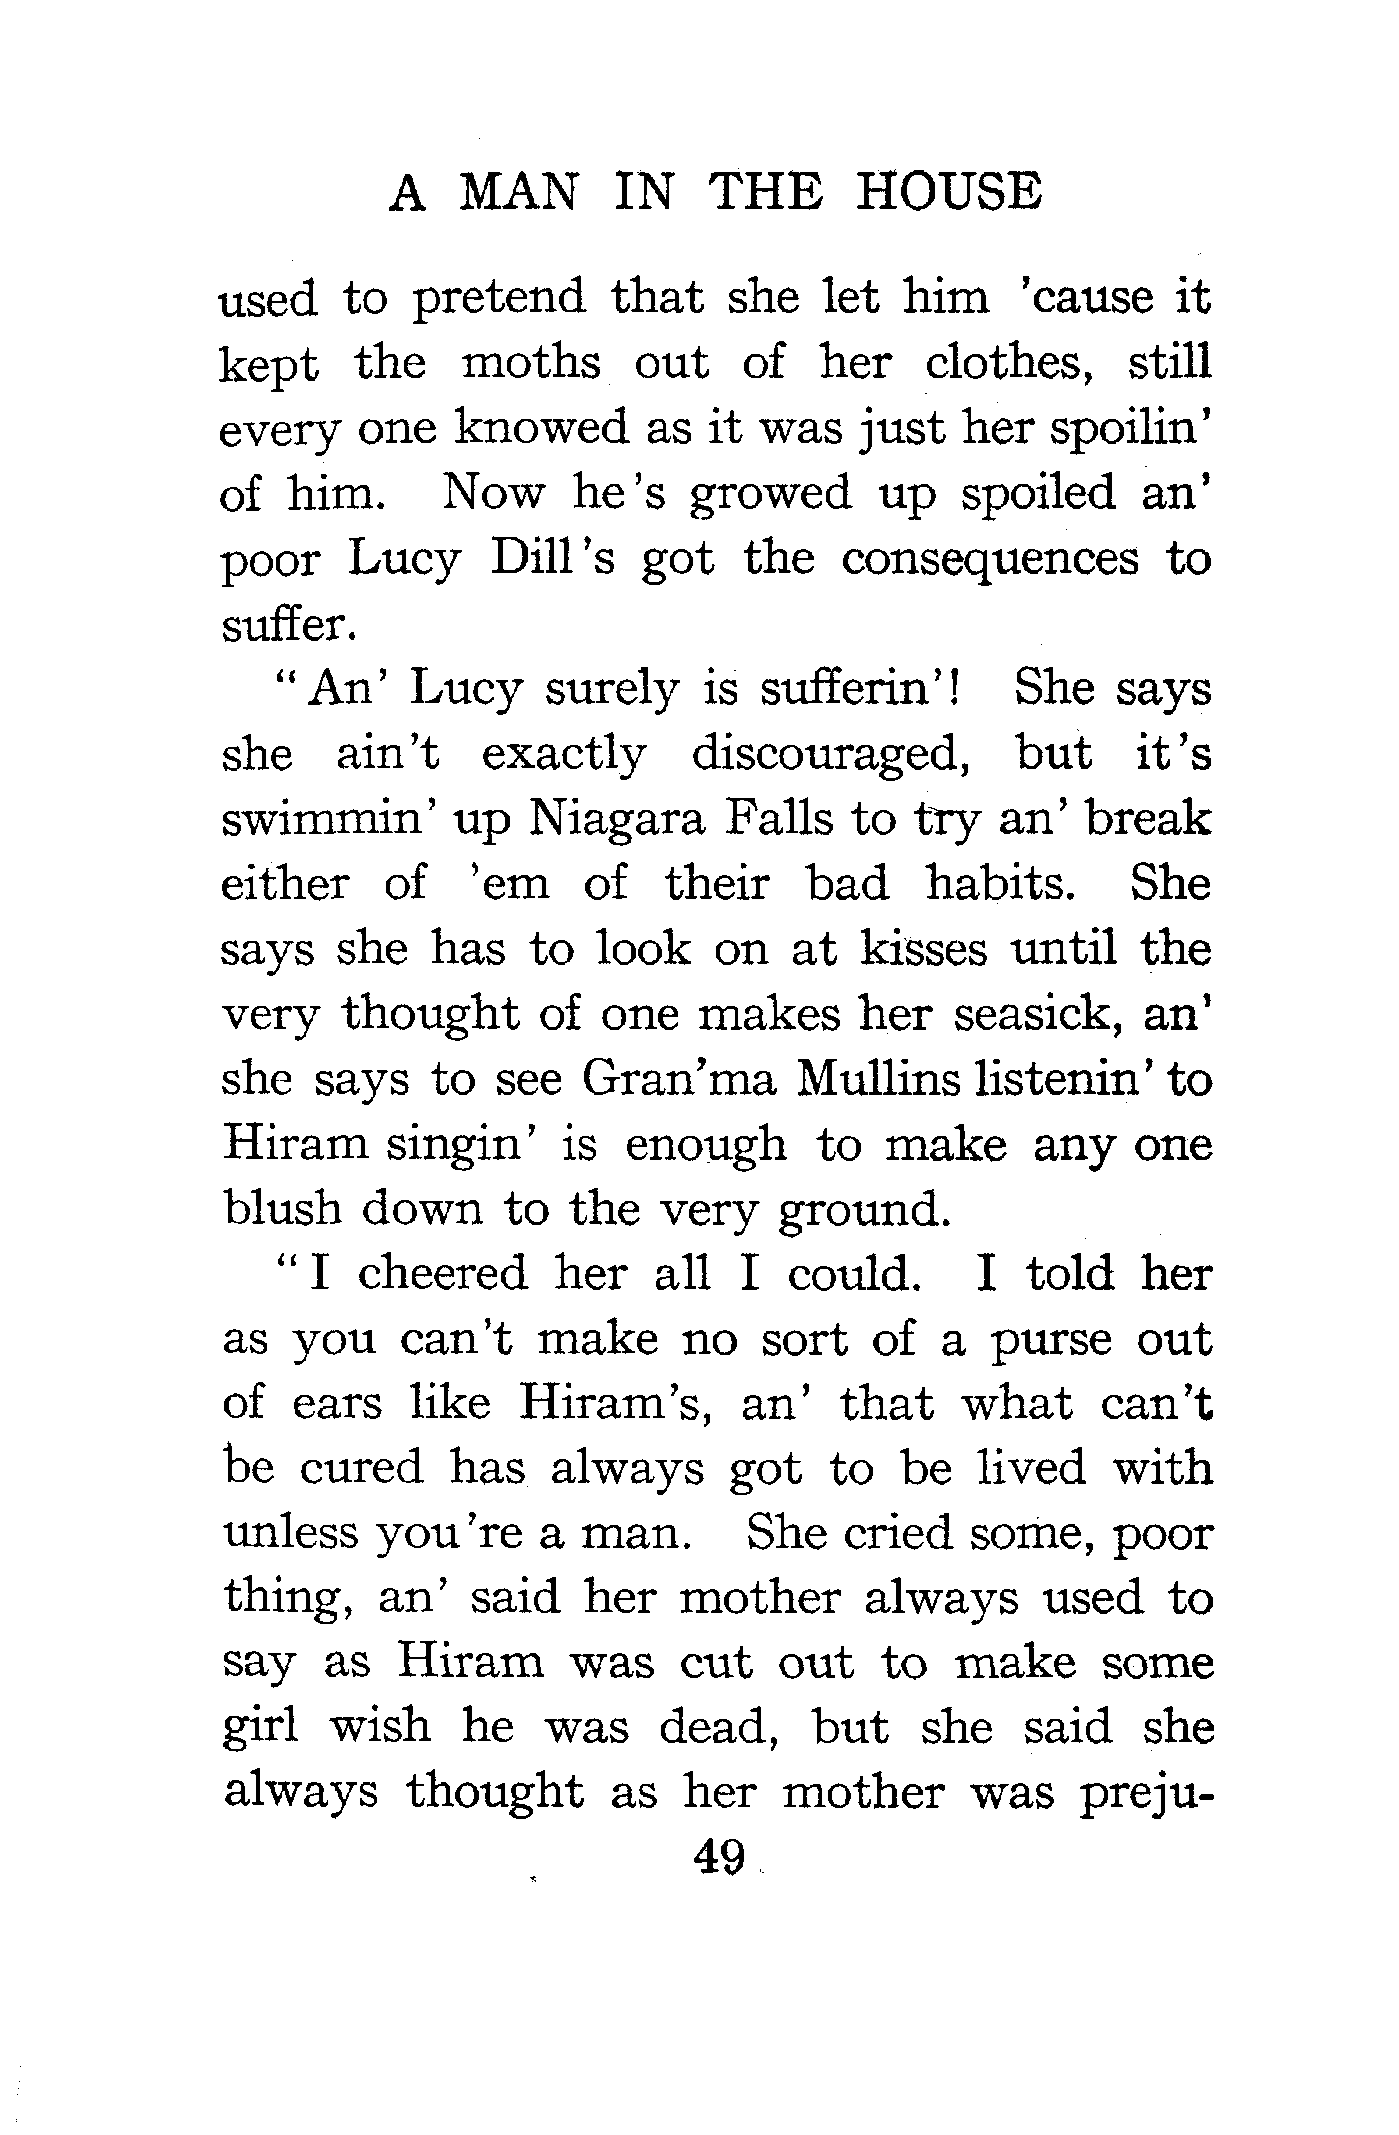 A MAN IN THE HOUSE
used to pretend that she let him 'cause it
kept the moths out of her clothes, still
every one knowed as it was just her spoilin'
of him. Now he's growed up spoiled an'
poor Lucy Dill's got the consequences to
suffer.
"An' Lucy surely is sufferin'! She says
she ain't exactly discouraged, but it's
swimmin' up Niagara Falls to try an' break
either of 'em of their bad habits. She
says she has to look on at kisses until the
very thought of one makes her seasick, an'
she says to see Gran'ma Mullins listenin' to
Hiram singin' is enough to make any one
blush down to the very ground.
"I cheered her all I could. I told her
as you can't make no sort of a purse out
of ears like Hiram's, an' that what can't
be cured has always got to be lived with
unless you're a man. She cried some, poor
thing, an' said her mother always used to
say as Hiram was cut out to make some
girl wish he was dead, but she said she
always thought as her mother was preju-
49